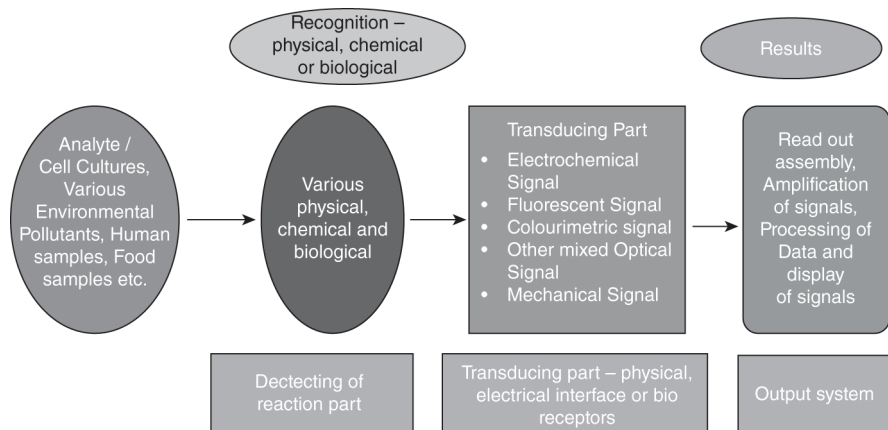 Recognition –
physical, chemical
or biological
Results
Analyte /
Cell Cultures,
Various
Environmental
Pollutants, Human
samples, Food
samples etc.
Various
physical,
chemical and
biological
Transducing Part
• Electrochemical
Signal
• Fluorescent Signal
• Colourimetric signal
• Other mixed Optical
Signal
• Mechanical Signal
Read out
assembly,
Amplification
of signals,
Processing of
Data and
display
of signals
Dectecting of
reaction part
Transducing part – physical,
electrical interface or bio
receptors
Output system